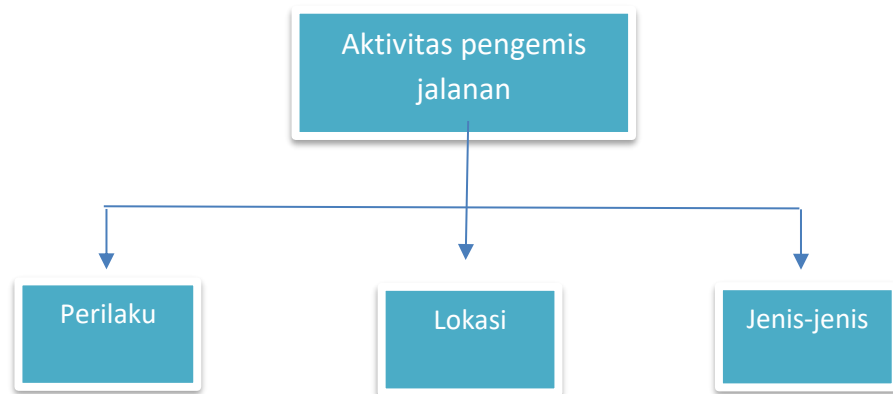 Aktivitas pengemis
jalanan
Perilaku
Lokasi
Jenis-jenis